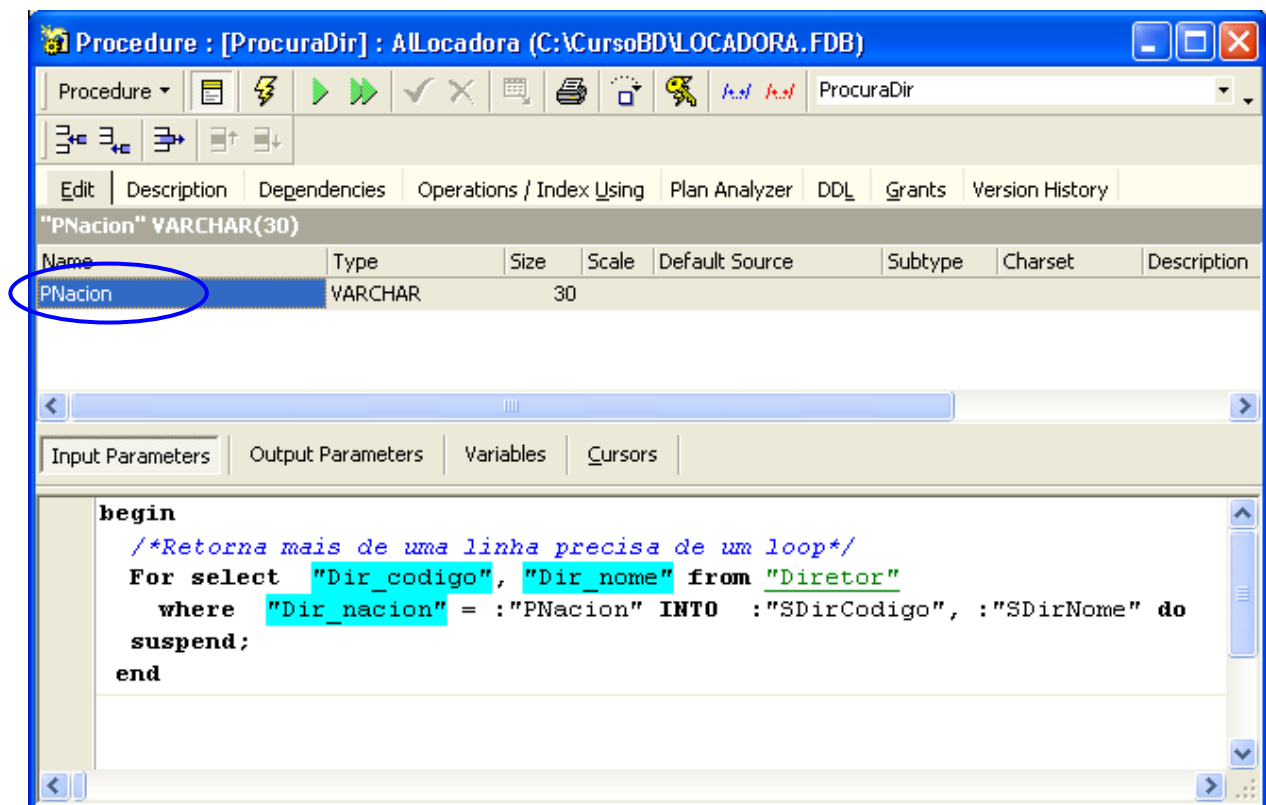 Procedure : [ProcuraDir] : AlLocadora (C:\CursoBD\LOCADORA.FDB)
Procedure ProcuraDir
Edit Description Dependencies Operations / Index Using Plan Analyzer DDL Grants Version History
"PNacion" VARCHAR(30)
Name Type Size Scale Default Source Subtype Charset Description
PNacion VARCHAR 30
Input Parameters Output Parameters Variables Cursors
begin
/*Retorna mais de uma linha precisa de um loop*/
For select "Dir_codigo", "Dir_nome" from "Diretor"
where "Dir_nacion" = :"PNacion" INTO :"SDirCodigo", :"SDirNome" do
suspend;
end